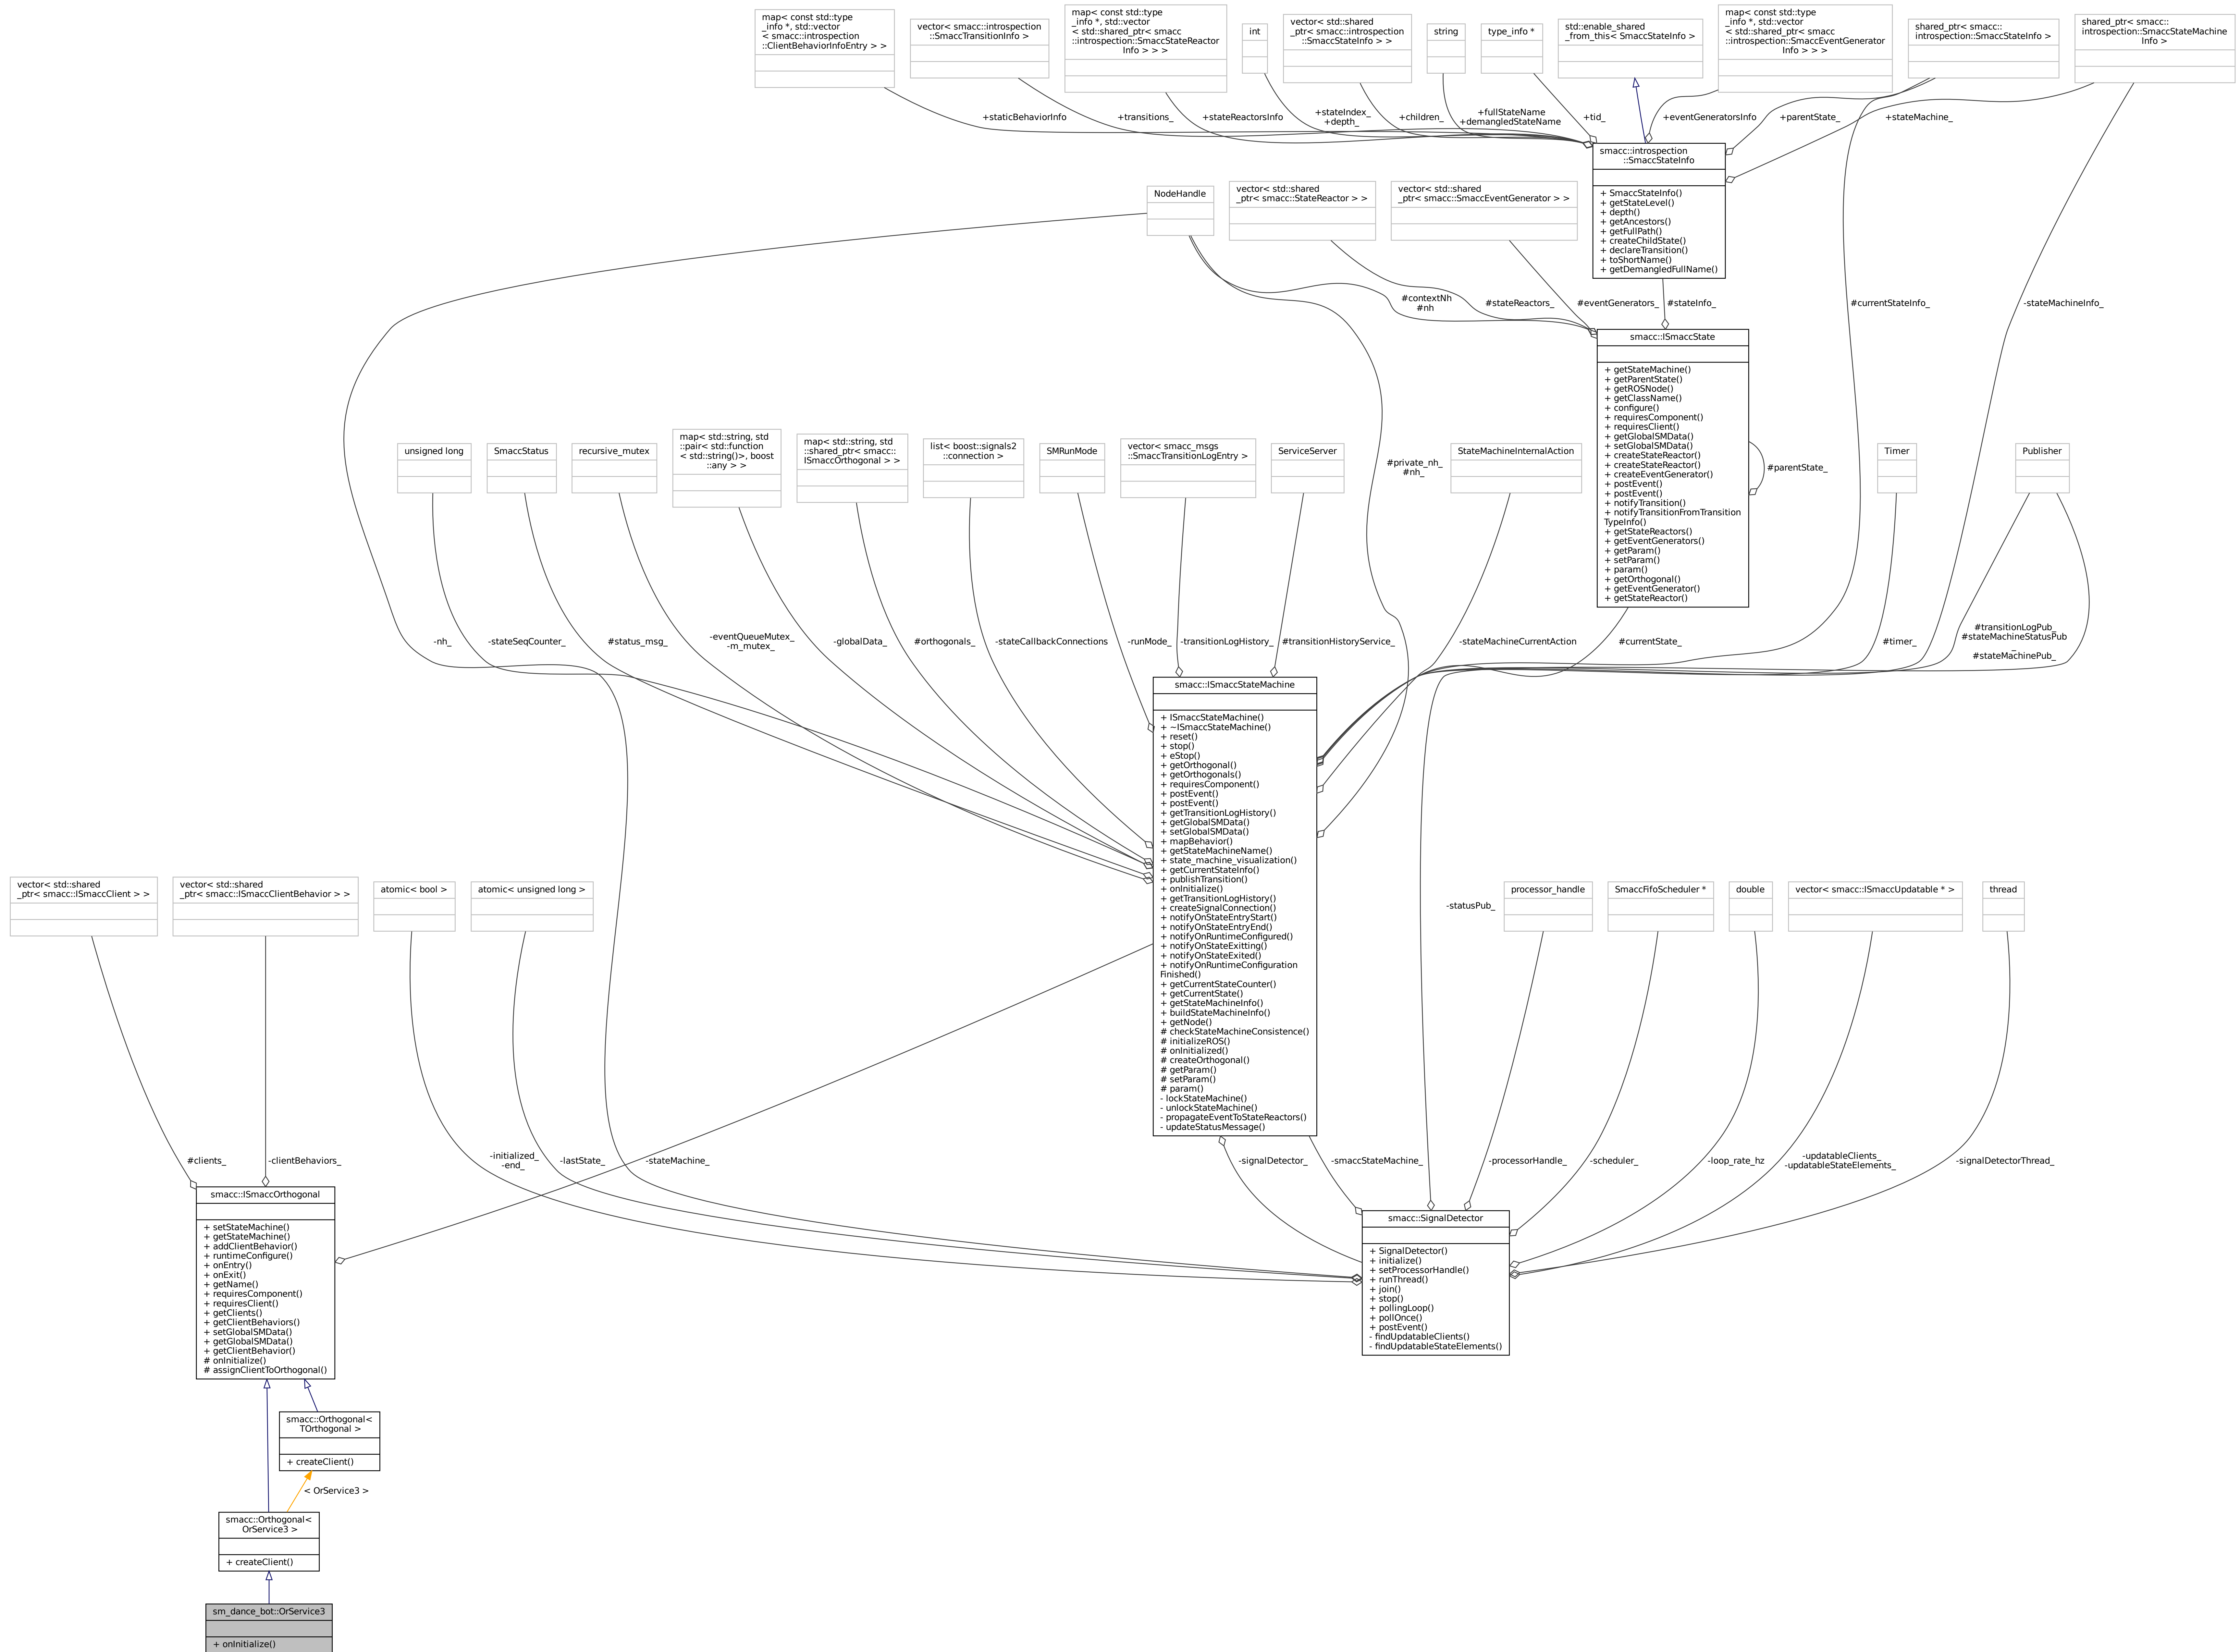 map< const std::type
_info *, std::vector
< smacc::introspection
::ClientBehaviorInfoEntry > >
vector< smacc::introspection
::SmaccTransitionInfo >
map< const std::type
_info *, std::vector
< std::shared_ptr< smacc
::introspection::SmaccStateReactor
Info > > >
int
vector< std::shared
_ptr< smacc::introspection
::SmaccStateInfo > >
string
type_info *
std::enable_shared
_from_this< SmaccStateInfo >
map< const std::type
_info *, std::vector
< std::shared_ptr< smacc
::introspection::SmaccEventGenerator
Info > > >
shared_ptr< smacc::
introspection::SmaccStateInfo >
shared_ptr< smacc::
introspection::SmaccStateMachine
Info >
+staticBehaviorInfo
+transitions_
+stateReactorsInfo
+stateIndex_
+depth_
+children_
+fullStateName
+demangledStateName
+tid_
+eventGeneratorsInfo
+parentState_
+stateMachine_
smacc::introspection
::SmaccStateInfo
+ SmaccStateInfo()
+ getStateLevel()
+ depth()
+ getAncestors()
+ getFullPath()
+ createChildState()
+ declareTransition()
+ toShortName()
+ getDemangledFullName()
NodeHandle
vector< std::shared
_ptr< smacc::StateReactor > >
vector< std::shared
_ptr< smacc::SmaccEventGenerator > >
#contextNh
#nh
#stateReactors_
#eventGenerators_
#stateInfo_
#currentStateInfo_
-stateMachineInfo_
smacc::ISmaccState
+ getStateMachine()
+ getParentState()
+ getROSNode()
+ getClassName()
+ configure()
+ requiresComponent()
+ requiresClient()
+ getGlobalSMData()
+ setGlobalSMData()
+ createStateReactor()
+ createStateReactor()
+ createEventGenerator()
+ postEvent()
+ postEvent()
+ notifyTransition()
+ notifyTransitionFromTransition
TypeInfo()
+ getStateReactors()
+ getEventGenerators()
+ getParam()
+ setParam()
+ param()
+ getOrthogonal()
+ getEventGenerator()
+ getStateReactor()
#parentState_
unsigned long
SmaccStatus
recursive_mutex
map< std::string, std
::pair< std::function
< std::string()>, boost
::any > >
map< std::string, std
::shared_ptr< smacc::
ISmaccOrthogonal > >
list< boost::signals2
::connection >
SMRunMode
vector< smacc_msgs
::SmaccTransitionLogEntry >
ServiceServer
#private_nh_
#nh_
StateMachineInternalAction
Timer
Publisher
-nh_
-stateSeqCounter_
#status_msg_
-eventQueueMutex_
-m_mutex_
-globalData_
#orthogonals_
-stateCallbackConnections
-runMode_
-transitionLogHistory_
#transitionHistoryService_
-stateMachineCurrentAction
#currentState_
#timer_
#transitionLogPub_
#stateMachineStatusPub
_
#stateMachinePub_
smacc::ISmaccStateMachine
+ ISmaccStateMachine()
+ ~ISmaccStateMachine()
+ reset()
+ stop()
+ eStop()
+ getOrthogonal()
+ getOrthogonals()
+ requiresComponent()
+ postEvent()
+ postEvent()
+ getTransitionLogHistory()
+ getGlobalSMData()
+ setGlobalSMData()
+ mapBehavior()
+ getStateMachineName()
+ state_machine_visualization()
+ getCurrentStateInfo()
+ publishTransition()
+ onInitialize()
+ getTransitionLogHistory()
+ createSignalConnection()
+ notifyOnStateEntryStart()
+ notifyOnStateEntryEnd()
+ notifyOnRuntimeConfigured()
+ notifyOnStateExitting()
+ notifyOnStateExited()
+ notifyOnRuntimeConfiguration
Finished()
+ getCurrentStateCounter()
+ getCurrentState()
+ getStateMachineInfo()
+ buildStateMachineInfo()
+ getNode()
# checkStateMachineConsistence()
# initializeROS()
# onInitialized()
# createOrthogonal()
# getParam()
# setParam()
# param()
- lockStateMachine()
- unlockStateMachine()
- propagateEventToStateReactors()
- updateStatusMessage()
vector< std::shared
_ptr< smacc::ISmaccClient > >
vector< std::shared
_ptr< smacc::ISmaccClientBehavior > >
atomic< bool >
atomic< unsigned long >
-statusPub_
processor_handle
SmaccFifoScheduler *
double
vector< smacc::ISmaccUpdatable * >
thread
#clients_
-clientBehaviors_
-initialized_
-end_
-lastState_
-stateMachine_
-signalDetector_
-smaccStateMachine_
-processorHandle_
-scheduler_
-loop_rate_hz
-updatableClients_
-updatableStateElements_
-signalDetectorThread_
smacc::ISmaccOrthogonal
+ setStateMachine()
+ getStateMachine()
+ addClientBehavior()
+ runtimeConfigure()
+ onEntry()
+ onExit()
+ getName()
+ requiresComponent()
+ requiresClient()
+ getClients()
+ getClientBehaviors()
+ setGlobalSMData()
+ getGlobalSMData()
+ getClientBehavior()
# onInitialize()
# assignClientToOrthogonal()
smacc::SignalDetector
+ SignalDetector()
+ initialize()
+ setProcessorHandle()
+ runThread()
+ join()
+ stop()
+ pollingLoop()
+ pollOnce()
+ postEvent()
- findUpdatableClients()
- findUpdatableStateElements()
smacc::Orthogonal<
TOrthogonal >
+ createClient()
< OrService3 >
smacc::Orthogonal<
OrService3 >
+ createClient()
sm_dance_bot::OrService3
+ onInitialize()